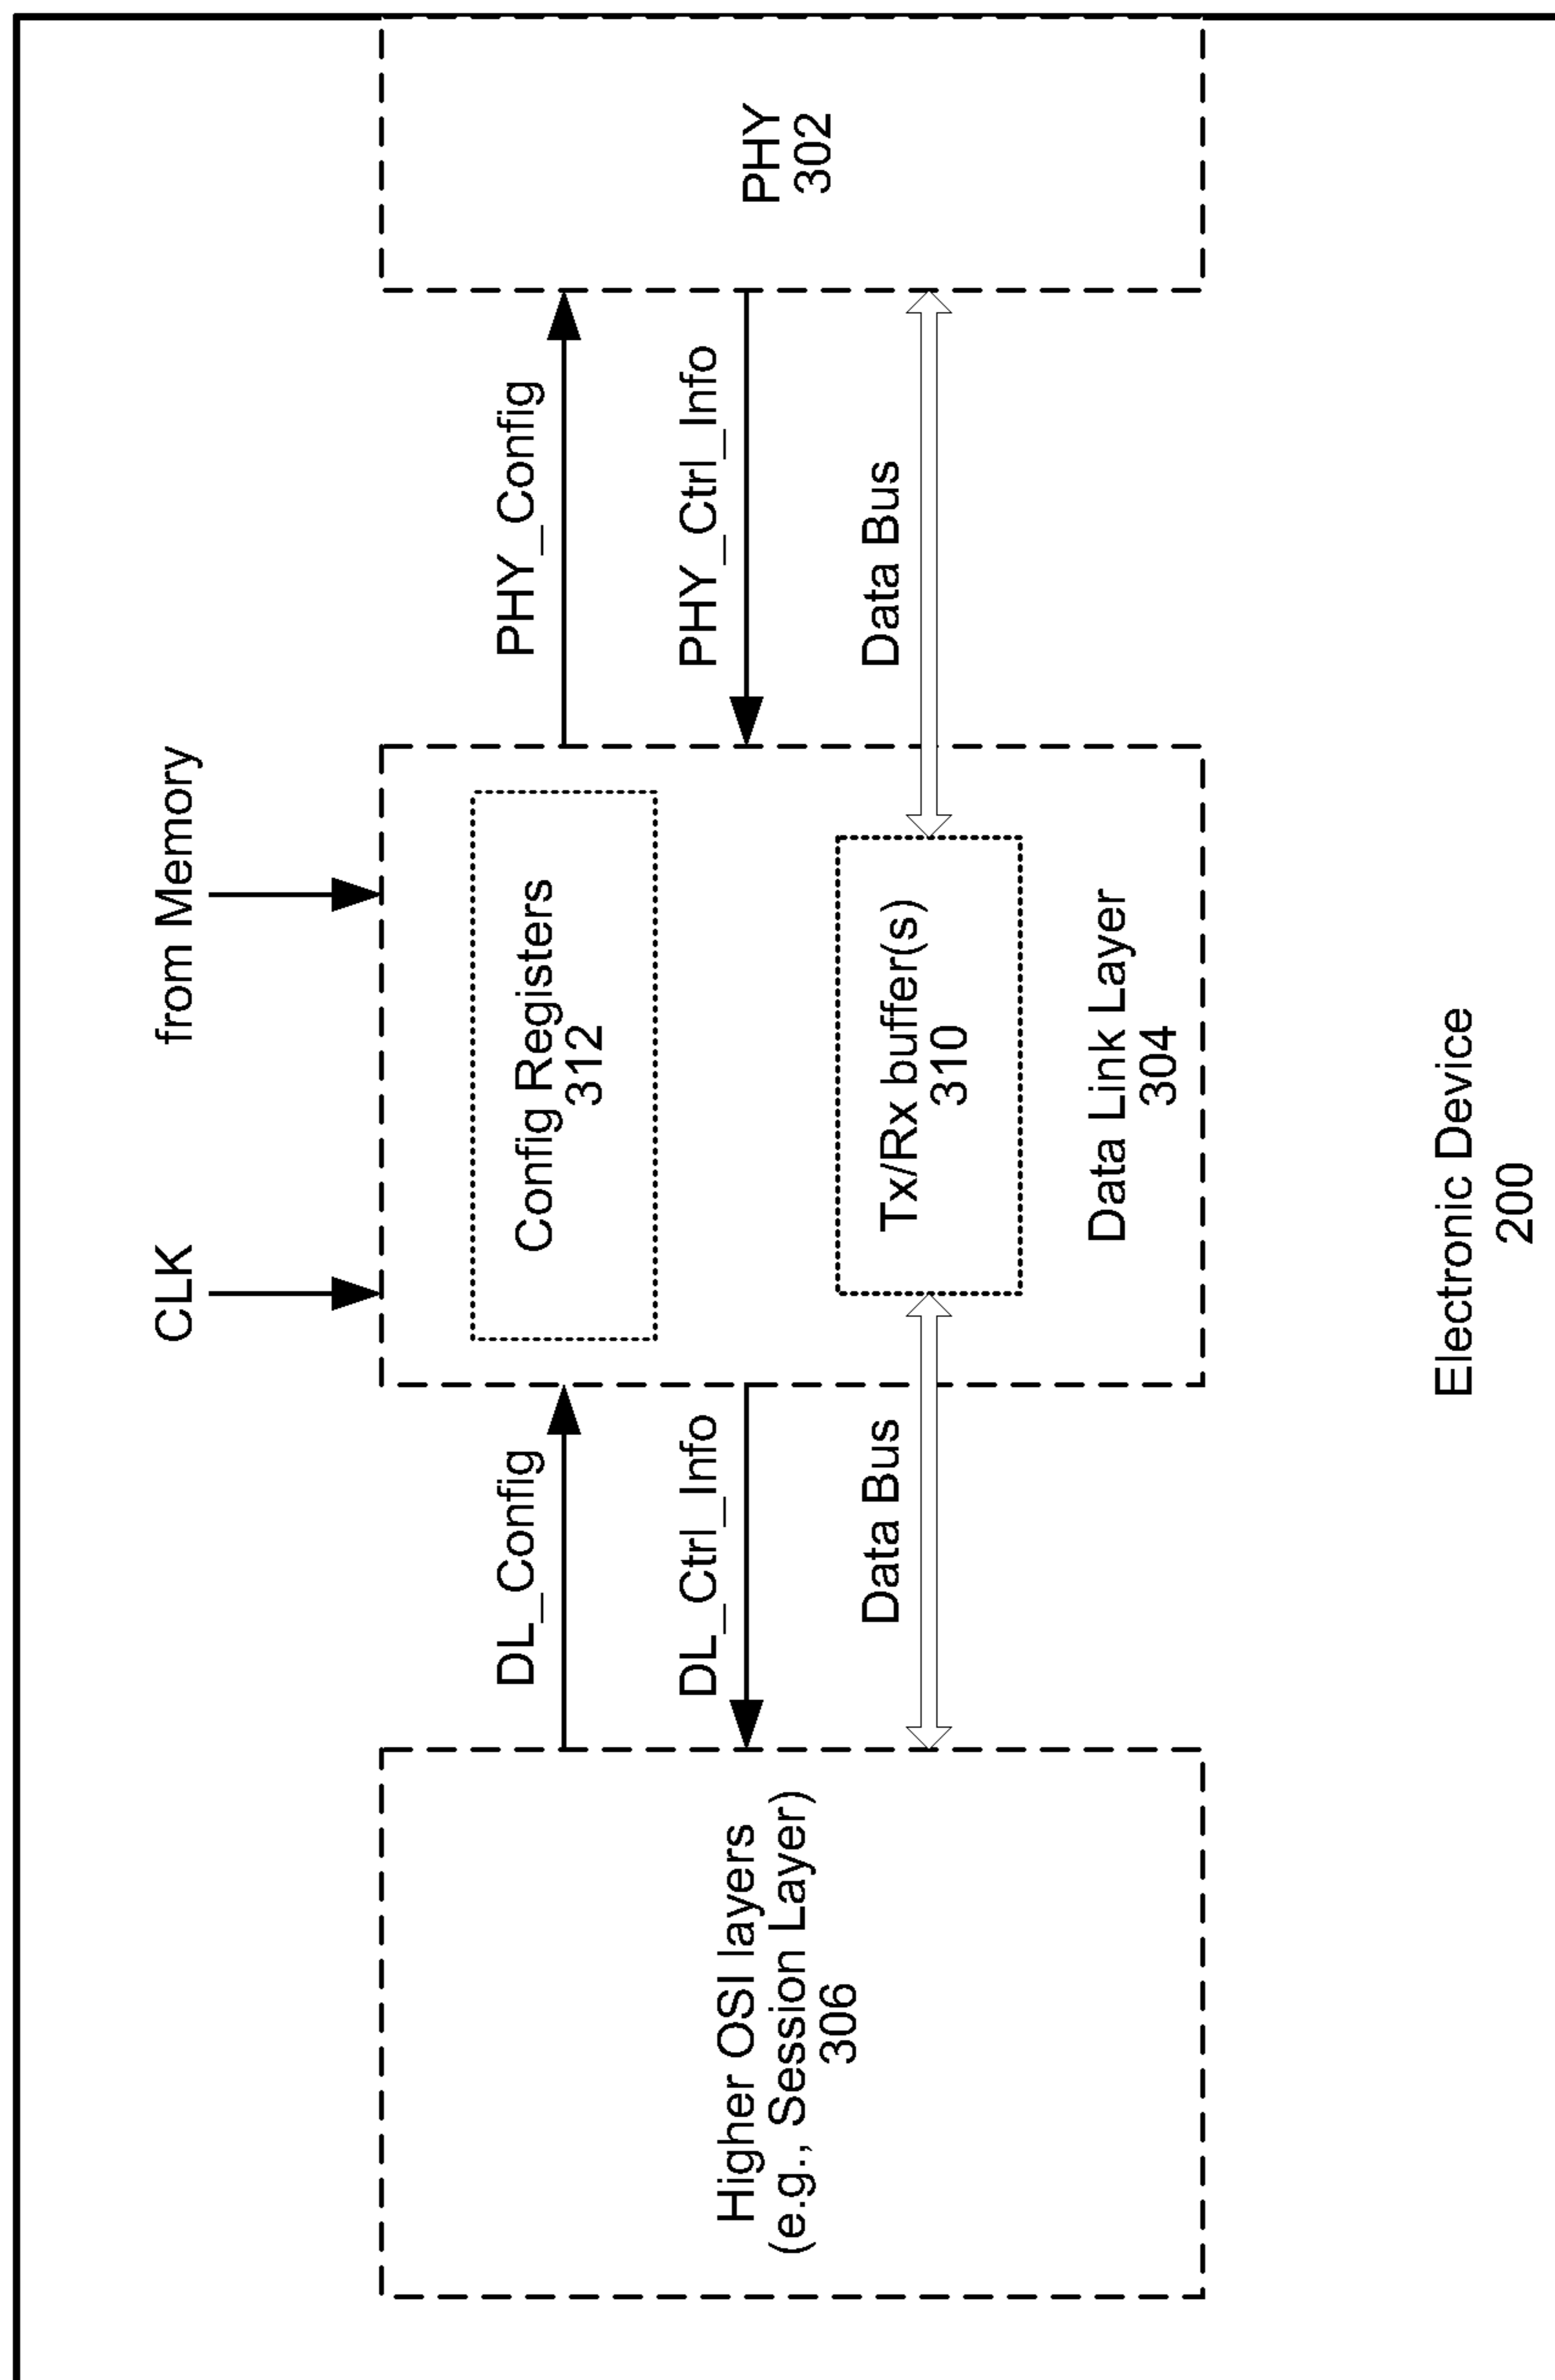 CLK
from Memory
Higher OSI layers
(e.g., Session Layer)
306
DL_Config
DL_Ctrl_Info
Data Bus
Config Registers
312
Tx/Rx buffer(s)
310
Data Link Layer
304
PHY_Config
PHY_Ctrl_Info
Data Bus
PHY
302
Electronic Device
200